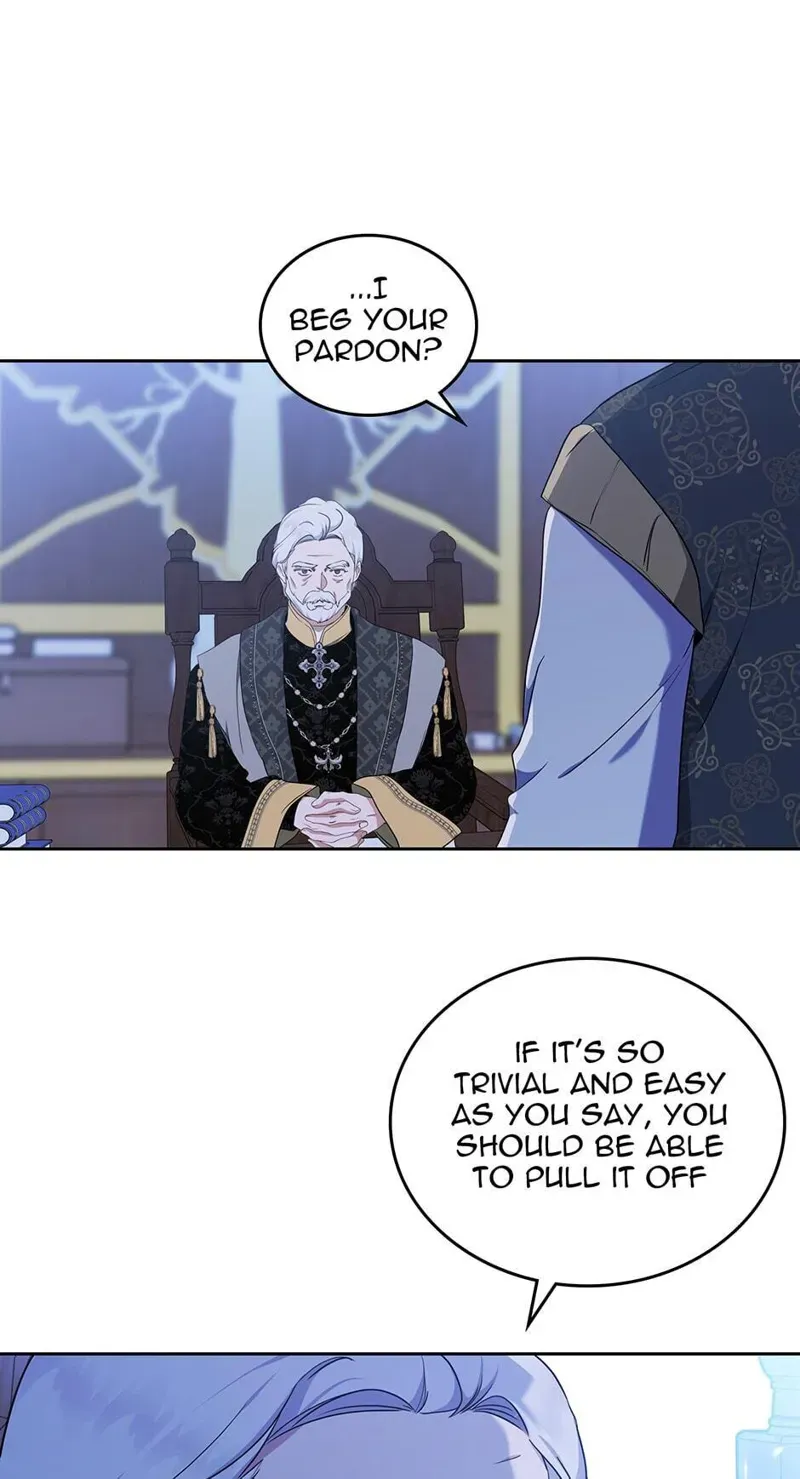 ...I
BEG YOUR
PARDON?
IF IT'S SO
TRIVIAL AND EASY
AS YOU SAY, YOU
SHOULD BE ABLE
TO PULL IT OFF